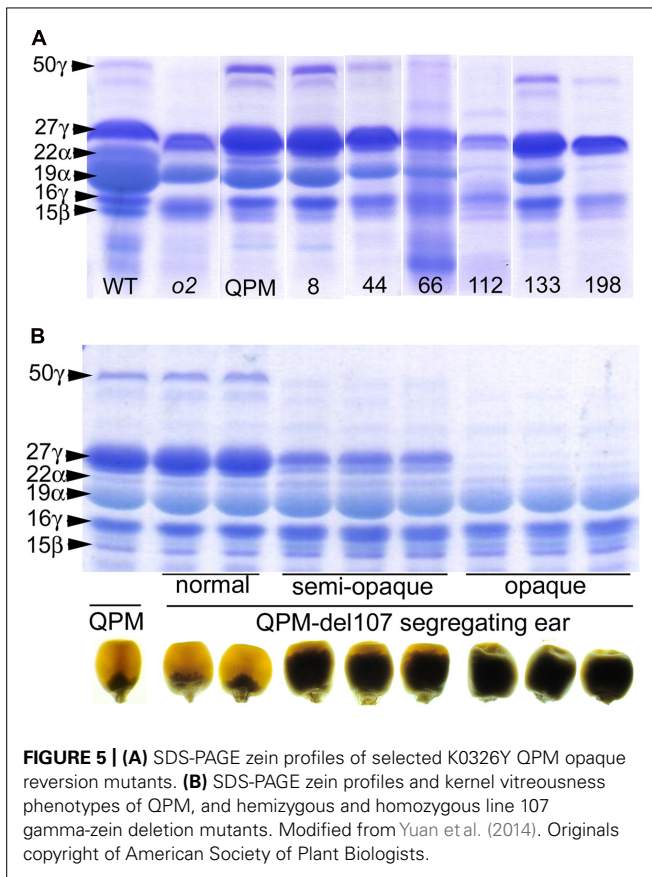 A
50γ
27γ
22α
19α
16γ
15β
WT o2 QPM 8 44 66 112 133 198
B
50γ
27γ
22α
19α
16γ
15β
normal semi-opaque opaque
QPM QPM-del107 segregating ear
FIGURE 5 | (A) SDS-PAGE zein profiles of selected K0326Y QPM opaque
reversion mutants. (B) SDS-PAGE zein profiles and kernel vitreousness
phenotypes of QPM, and hemizygous and homozygous line 107
gamma-zein deletion mutants. Modified from Yuan et al. (2014). Originals
copyright of American Society of Plant Biologists.